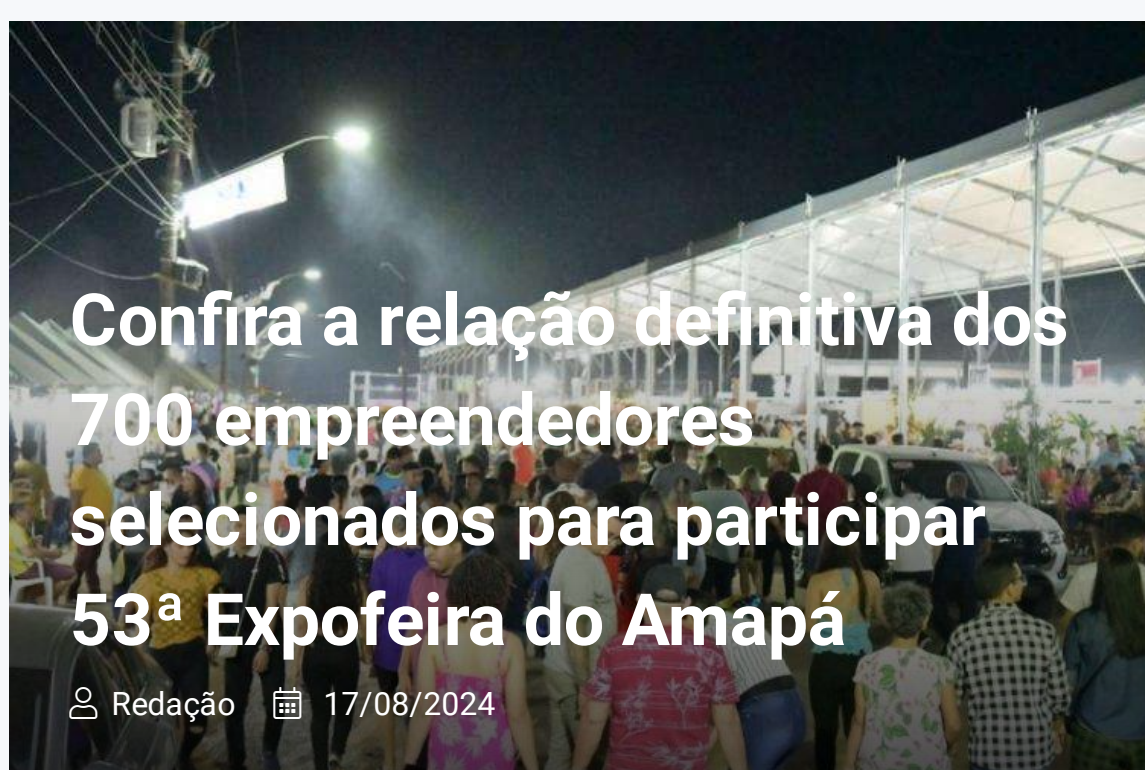 Confira a relação definitiva dos
700 empreendedores
selecionados para participar
53ª Expofeira do Amapá
Redação 17/08/2024